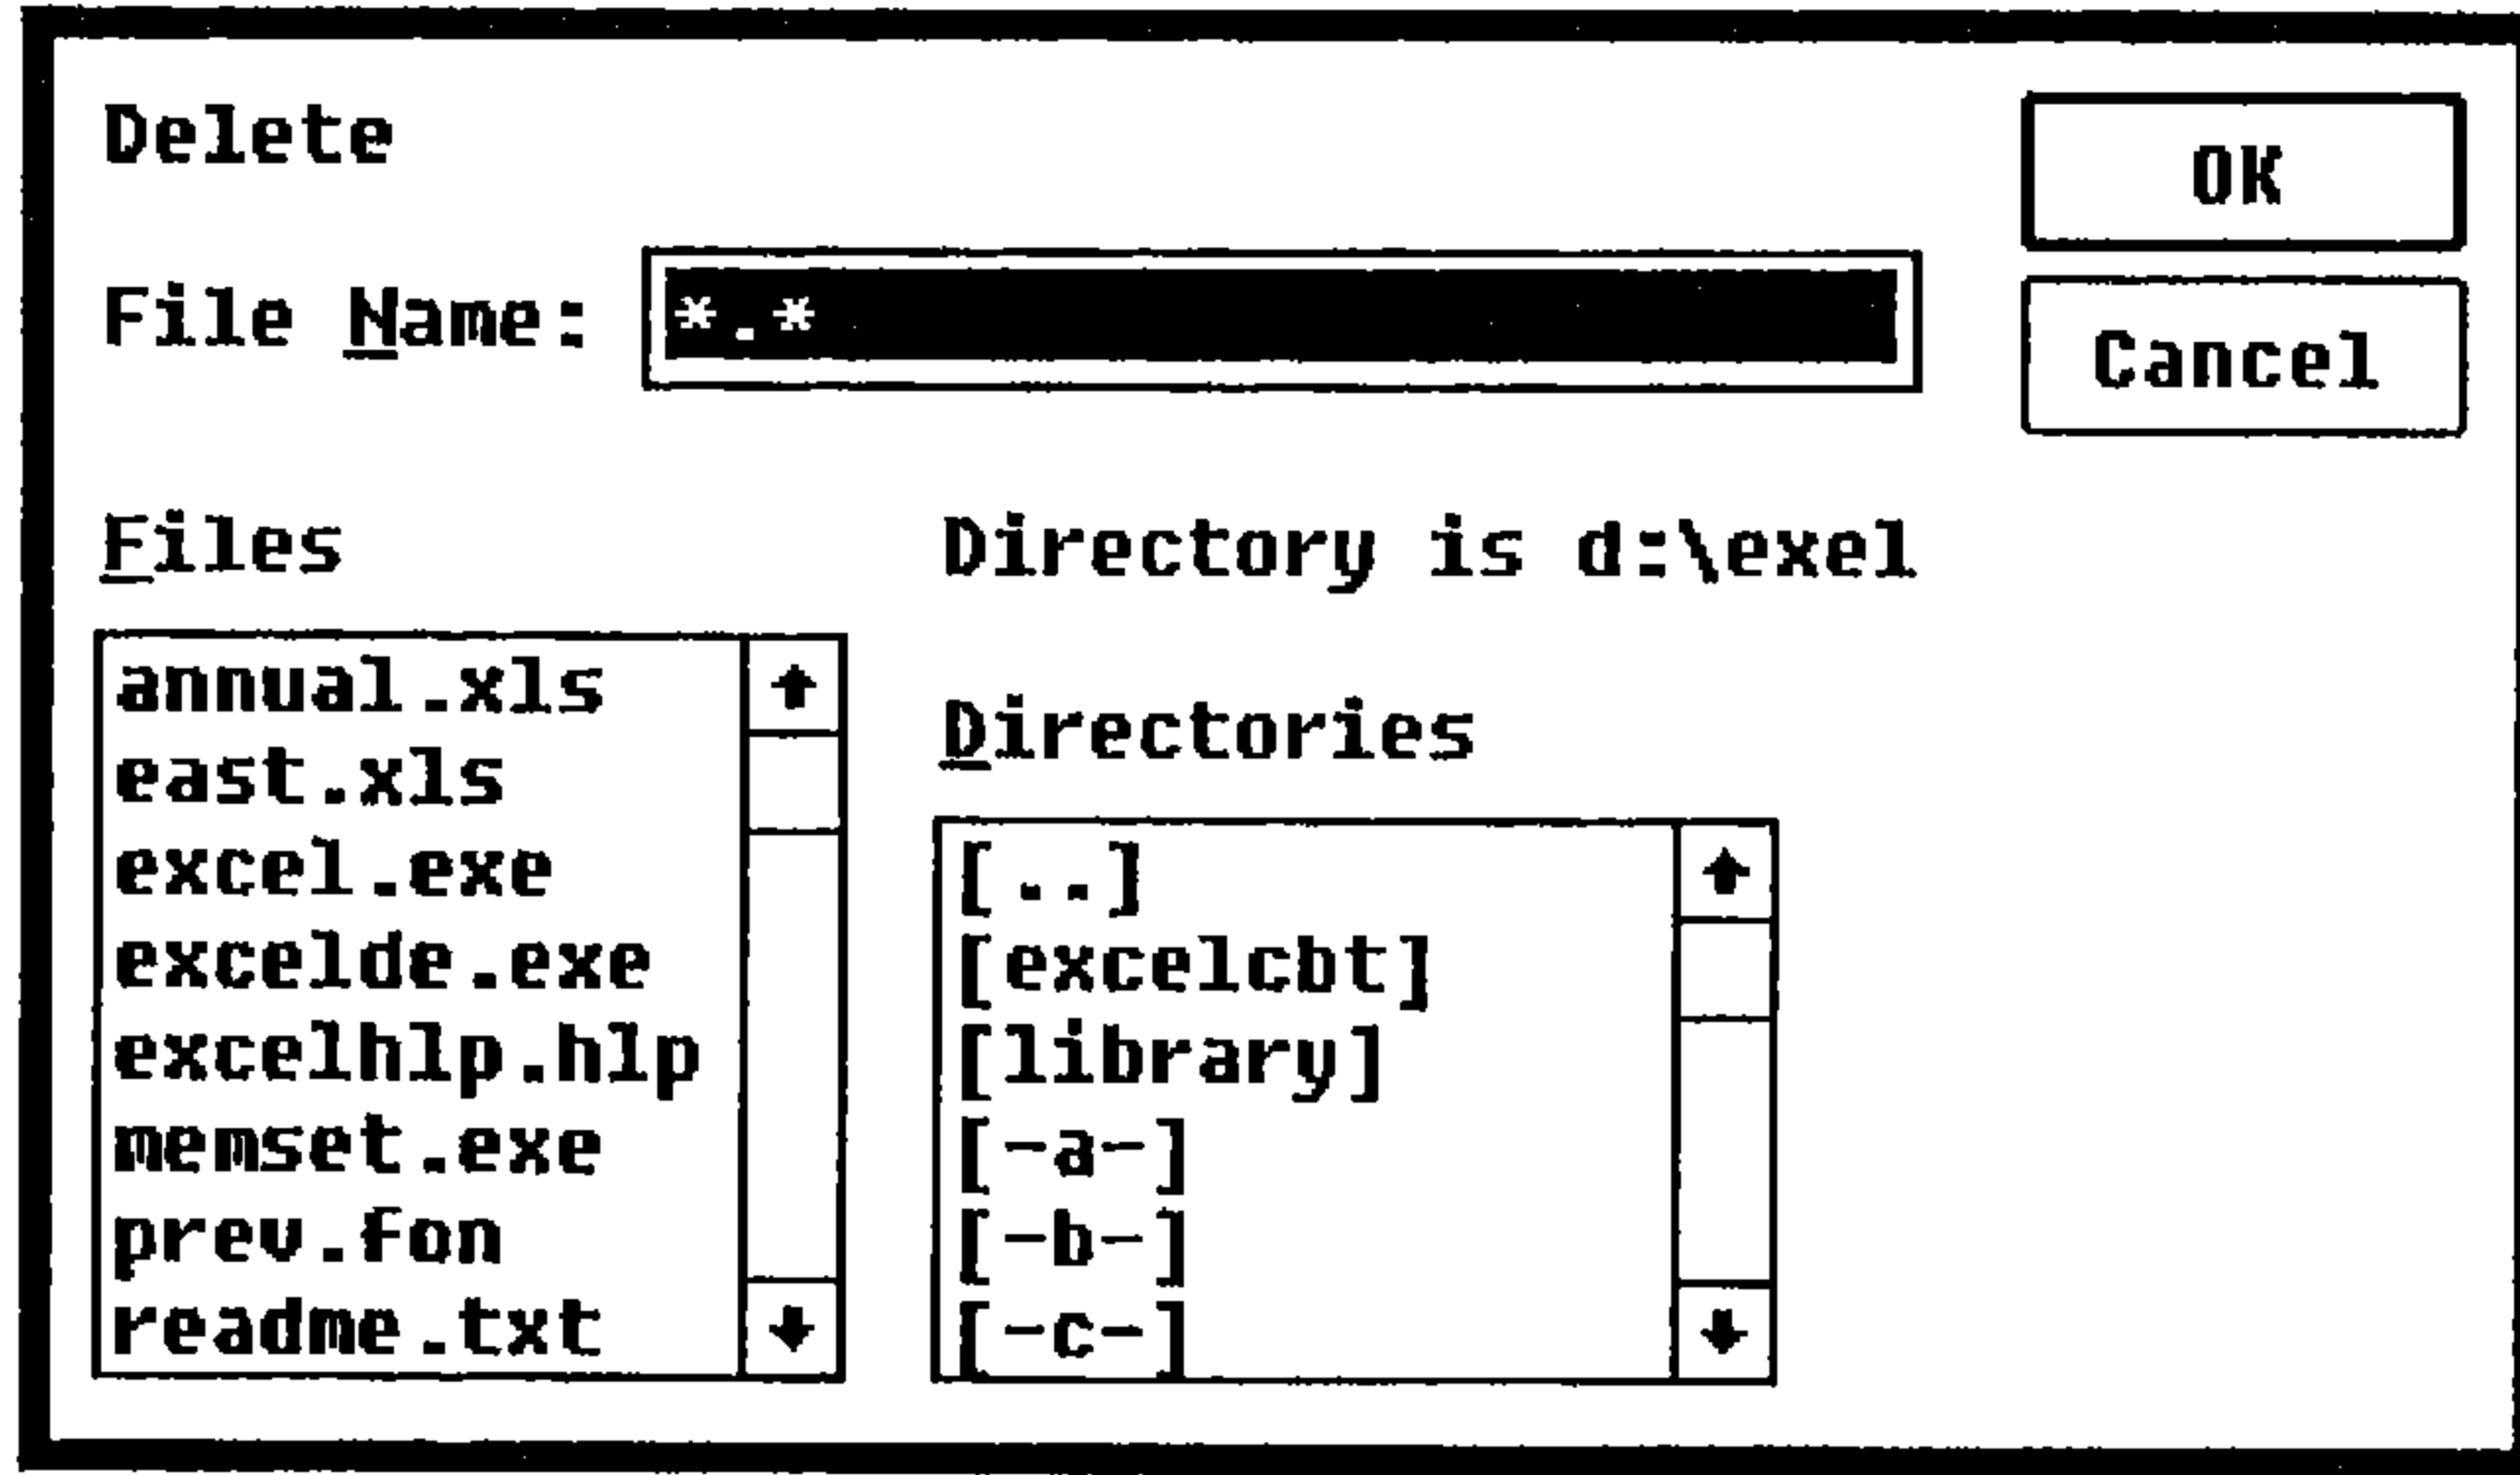 Delete
OK
File Name: *.*
Cancel
Files
Directory is d:\exel
annual.xls
east.xls
excel.exe
excelde.exe
excelhlp.hlp
memset.exe
prev.fon
readme.txt
Directories
[..]
[excelcbt]
[library]
[-a-]
[-b-]
[-c-]